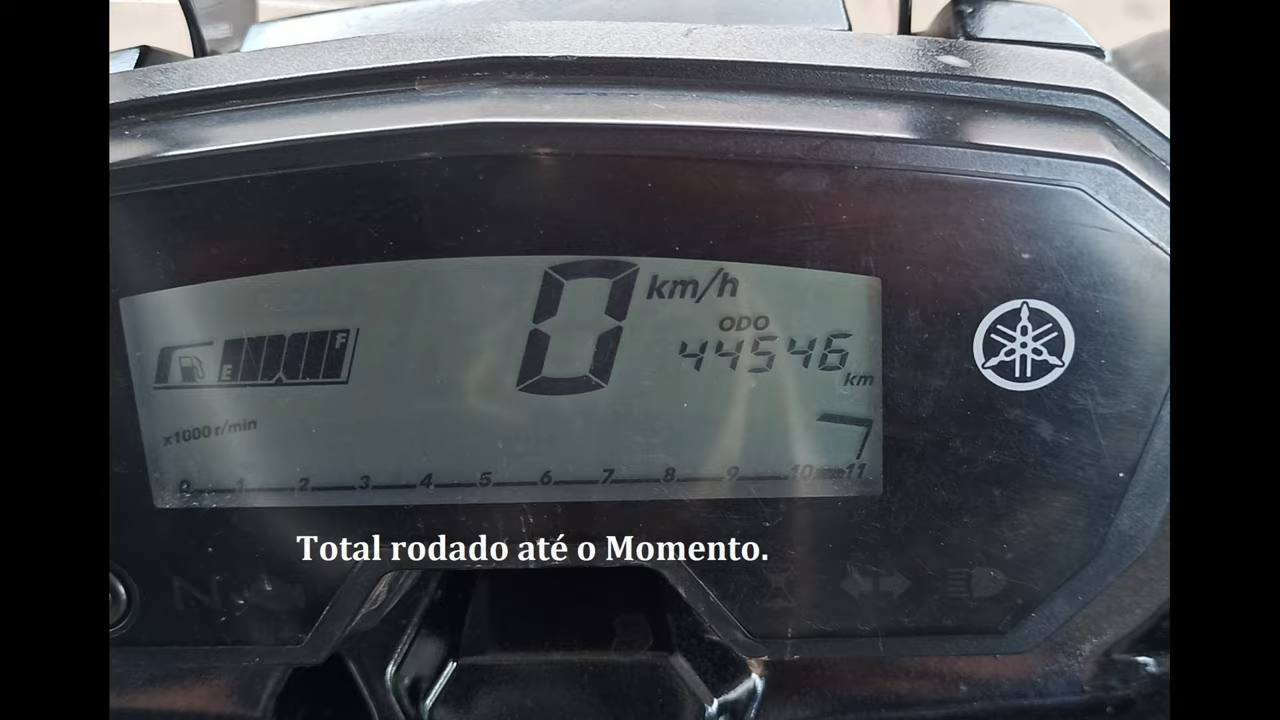 0 km/h
ODO
44546
km
F
E
x1000 r/min
0 1 2 3 4 5 6 7 8 9 10 11
Total rodado até o Momento.
N